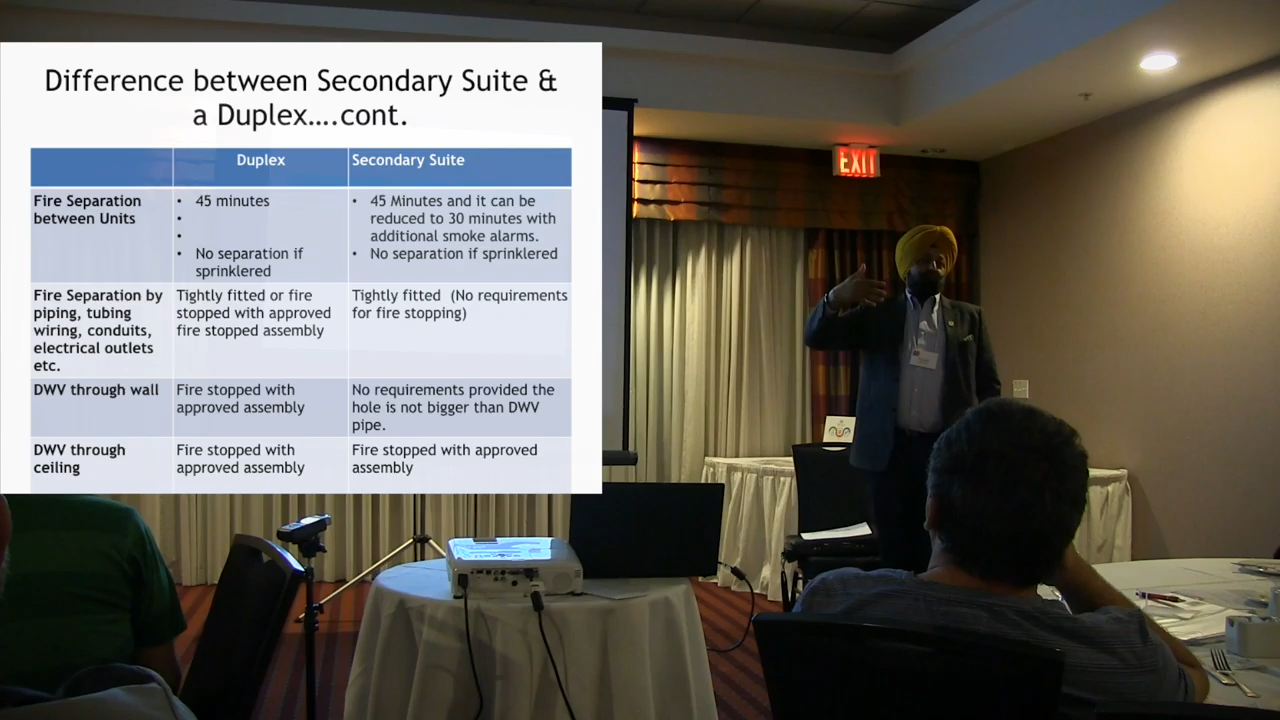 Difference between Secondary Suite &
a Duplex....cont.
Duplex
Secondary Suite
Fire Separation
between Units
• 45 minutes
•
•
• No separation if
sprinklered
• 45 Minutes and it can be
reduced to 30 minutes with
additional smoke alarms.
• No separation if sprinklered
Fire Separation by
piping, tubing
wiring, conduits,
electrical outlets
etc.
Tightly fitted or fire
stopped with approved
fire stopped assembly
Tightly fitted (No requirements
for fire stopping)
DWV through wall
Fire stopped with
approved assembly
No requirements provided the
hole is not bigger than DWV
pipe.
DWV through
ceiling
Fire stopped with
approved assembly
Fire stopped with approved
assembly
EXIT